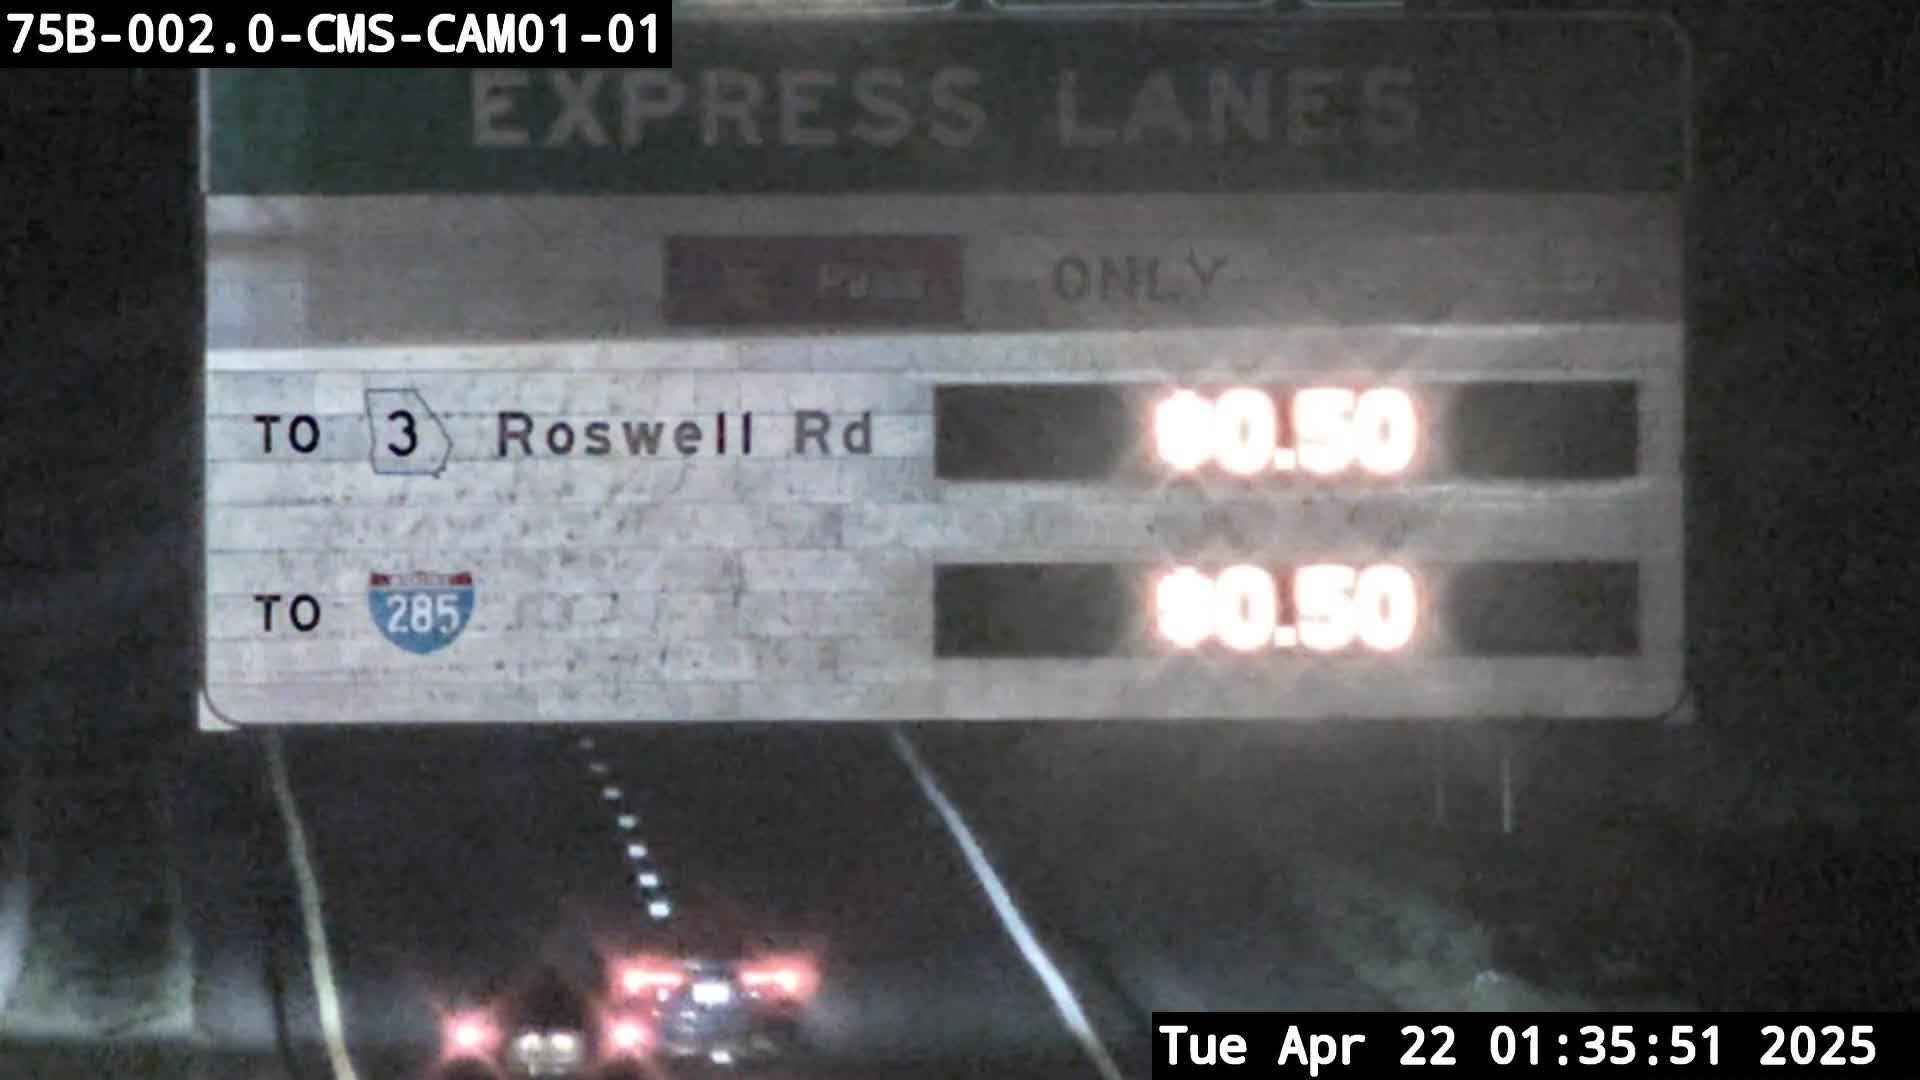 75B-002.0-CMS-CAM01-01
EXPRESS LANES
Pass ONLY
TO 3 Roswell Rd $0.50
TO 285 $0.50
Tue Apr 22 01:35:51 2025